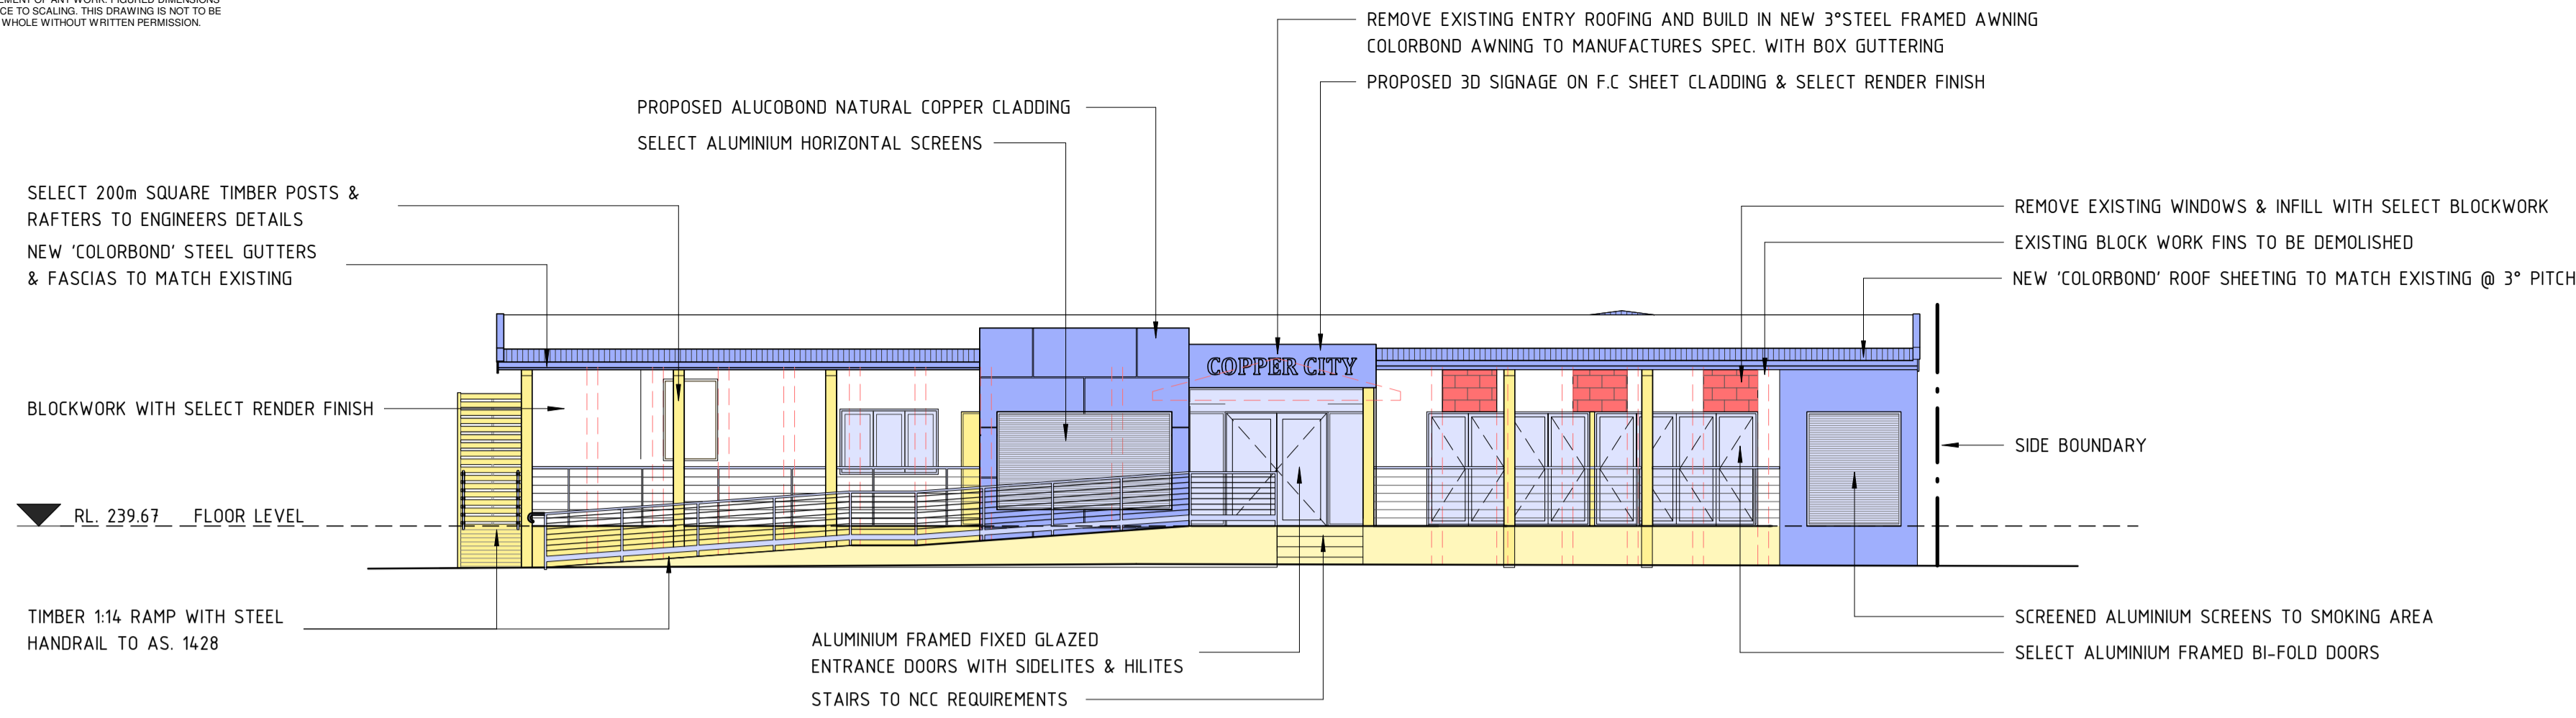 EMENT OF ANY WORK. FIGURED DIMENSIONS
CE TO SCALING. THIS DRAWING IS NOT TO BE
WHOLE WITHOUT WRITTEN PERMISSION.
REMOVE EXISTING ENTRY ROOFING AND BUILD IN NEW 3°STEEL FRAMED AWNING
COLORBOND AWNING TO MANUFACTURES SPEC. WITH BOX GUTTERING
PROPOSED 3D SIGNAGE ON F.C SHEET CLADDING & SELECT RENDER FINISH
PROPOSED ALUCOBOND NATURAL COPPER CLADDING
SELECT ALUMINIUM HORIZONTAL SCREENS
SELECT 200m SQUARE TIMBER POSTS &
RAFTERS TO ENGINEERS DETAILS
NEW 'COLORBOND' STEEL GUTTERS
& FASCIAS TO MATCH EXISTING
REMOVE EXISTING WINDOWS & INFILL WITH SELECT BLOCKWORK
EXISTING BLOCK WORK FINS TO BE DEMOLISHED
NEW 'COLORBOND' ROOF SHEETING TO MATCH EXISTING @ 3° PITCH
COPPER CITY
BLOCKWORK WITH SELECT RENDER FINISH
SIDE BOUNDARY
RL. 239.67 FLOOR LEVEL
TIMBER 1:14 RAMP WITH STEEL
HANDRAIL TO AS. 1428
ALUMINIUM FRAMED FIXED GLAZED
ENTRANCE DOORS WITH SIDELITES & HILITES
STAIRS TO NCC REQUIREMENTS
SCREENED ALUMINIUM SCREENS TO SMOKING AREA
SELECT ALUMINIUM FRAMED BI-FOLD DOORS